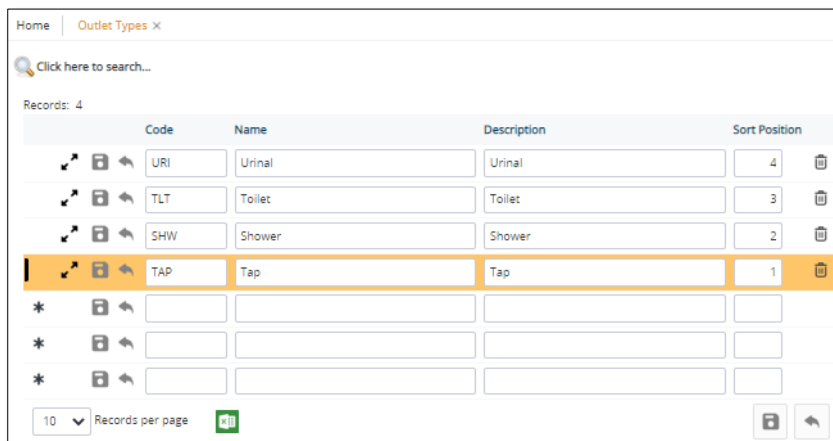 Home Outlet Types ×
Click here to search...
Records: 4
Code Name Description Sort Position
URI Urinal Urinal 4
TLT Toilet Toilet 3
SHW Shower Shower 2
TAP Tap Tap 1
*
*
*
10 Records per page